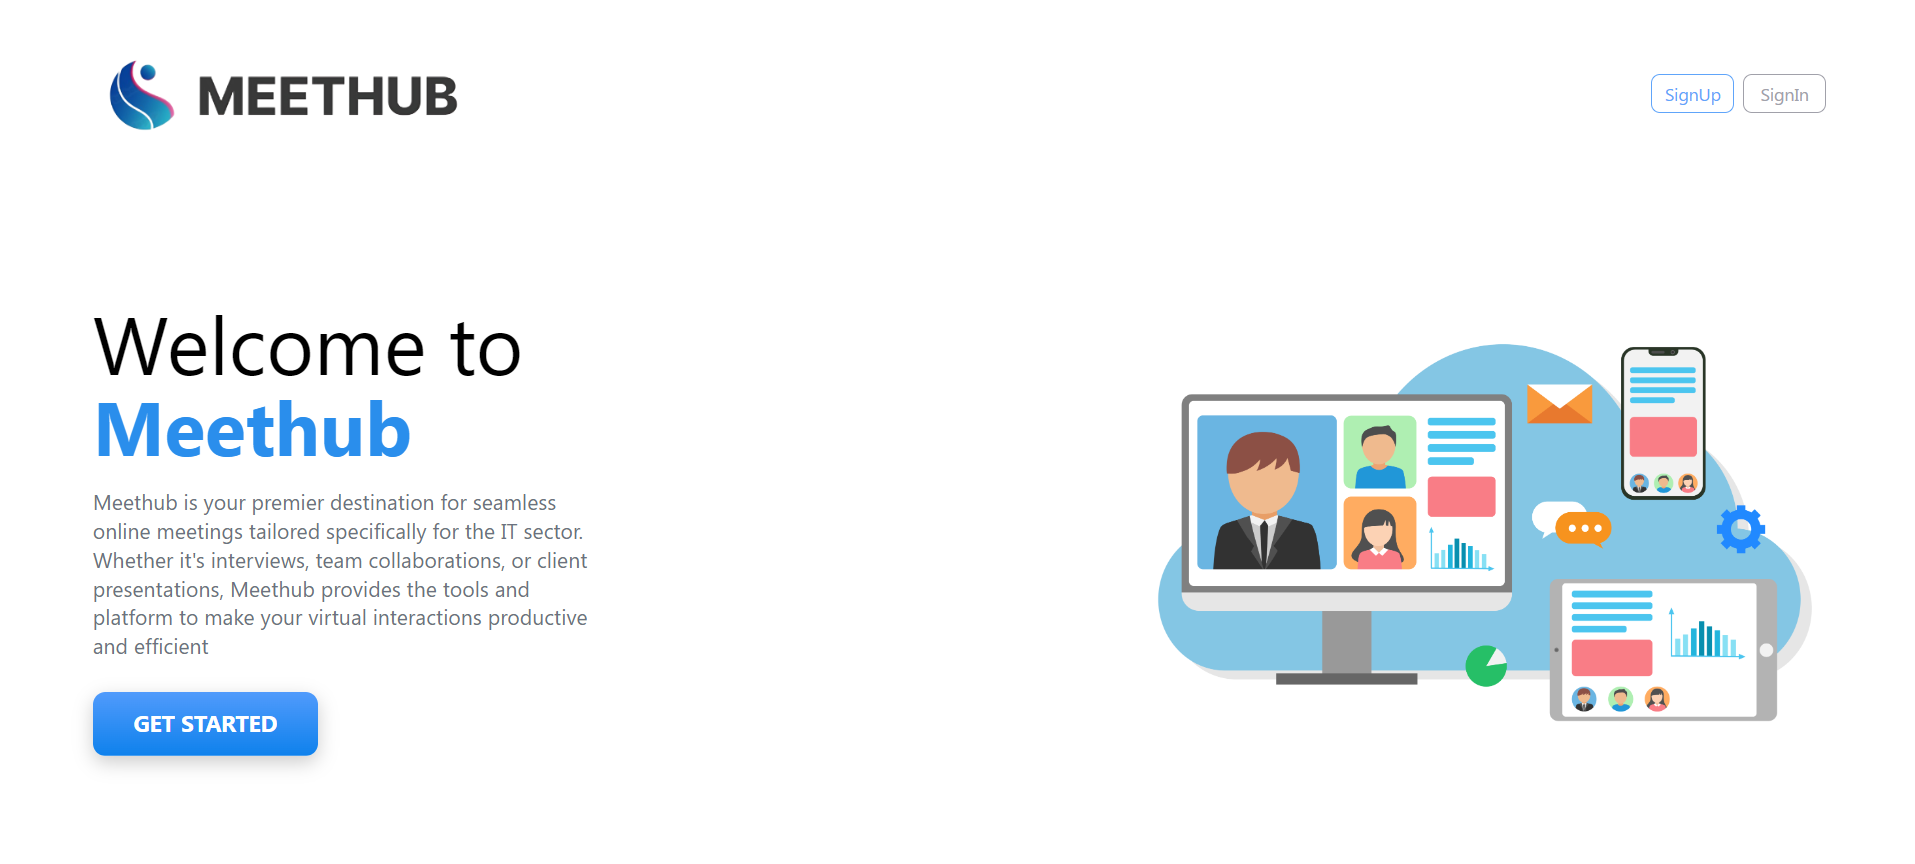 MEETHUB
SignUp
SignIn
Welcome to
Meethub
Meethub is your premier destination for seamless
online meetings tailored specifically for the IT sector.
Whether it's interviews, team collaborations, or client
presentations, Meethub provides the tools and
platform to make your virtual interactions productive
and efficient
GET STARTED